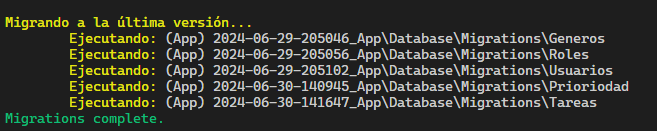 Migrando a la última versión...
Ejecutando: (App) 2024-06-29-205046_App\Database\Migrations\Generos
Ejecutando: (App) 2024-06-29-205056_App\Database\Migrations\Roles
Ejecutando: (App) 2024-06-29-205102_App\Database\Migrations\Usuarios
Ejecutando: (App) 2024-06-30-140945_App\Database\Migrations\Prioriodad
Ejecutando: (App) 2024-06-30-141647_App\Database\Migrations\Tareas
Migrations complete.